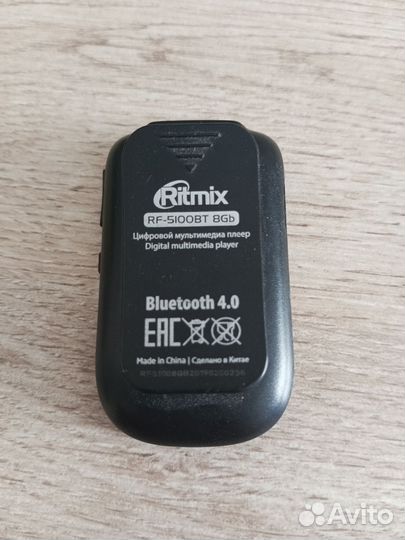 Ritmix
RF-5100BT 8Gb
Цифровой мультимедиа плеер
Digital multimedia player
Bluetooth 4.0
EAC
Made in China | Сделано в Китае
Avito